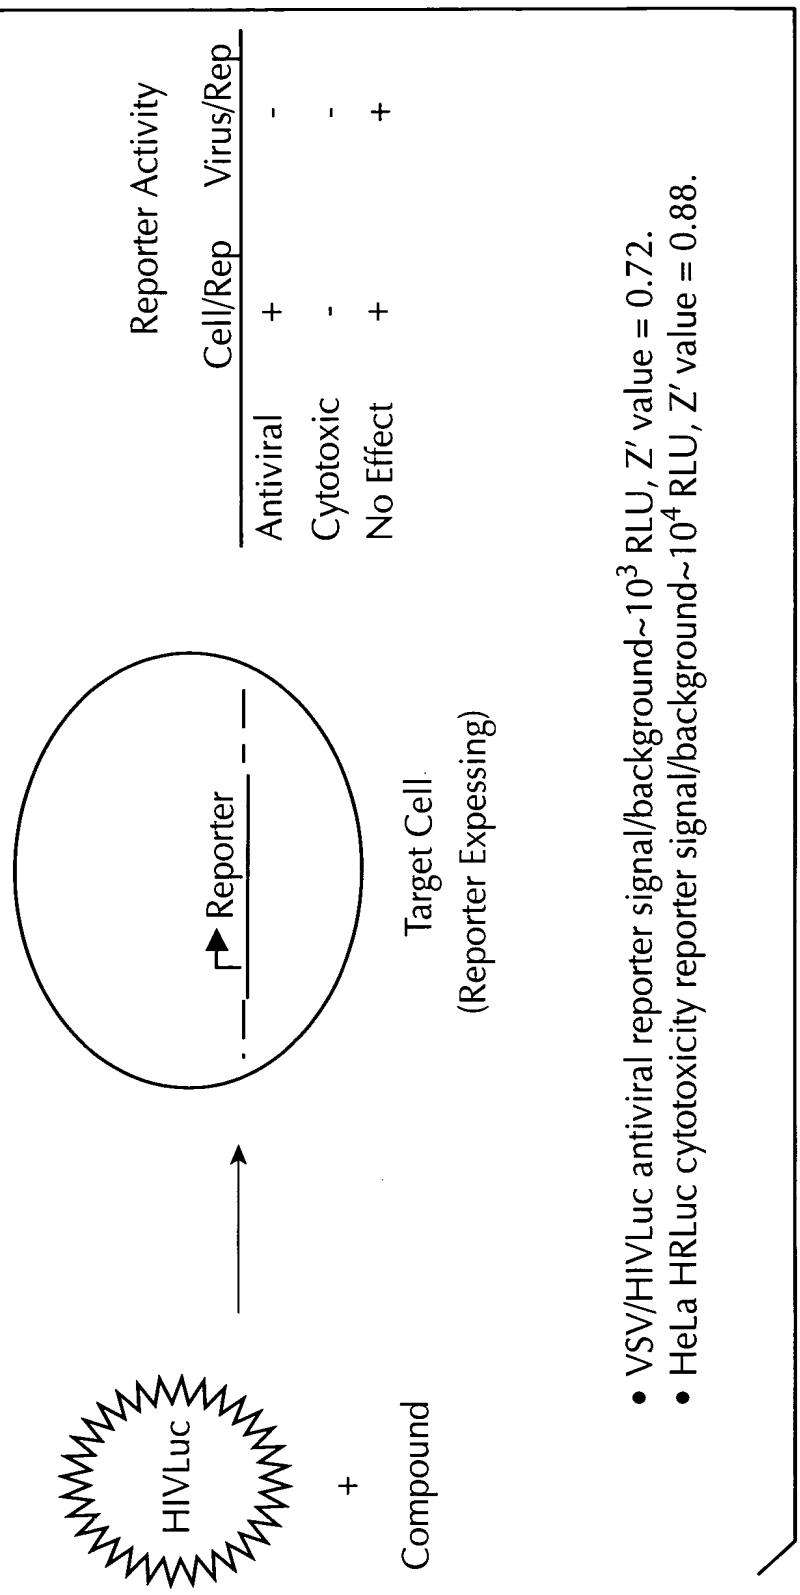 HIVLuc
+
Compound
Reporter
Target Cell
(Reporter Expessing)
Reporter Activity
Cell/Rep Virus/Rep
Antiviral + -
Cytotoxic - -
No Effect + +
• VSV/HIVLuc antiviral reporter signal/background~10³ RLU, Z′ value = 0.72.
• HeLa HRLuc cytotoxicity reporter signal/background~10⁴ RLU, Z′ value = 0.88.